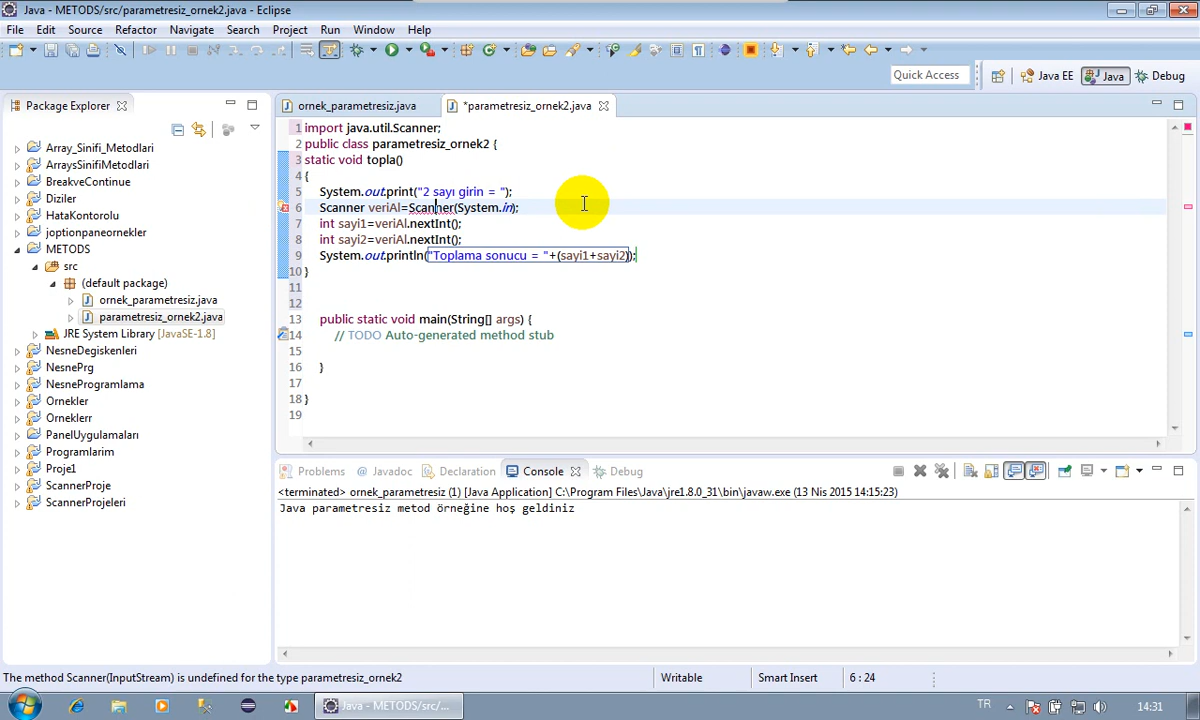 Java - METODS/src/parametresiz_ornek2.java - Eclipse
File Edit Source Refactor Navigate Search Project Run Window Help
Quick Access
Java EE
Java
Debug
Package Explorer
ornek_parametresiz.java
*parametresiz_ornek2.java
Array_Sinifi_Metodlari
ArraysSinifiMetodlari
BreakveContinue
Diziler
HataKontorolu
joptionpaneornekler
METODS
src
(default package)
ornek_parametresiz.java
parametresiz_ornek2.java
JRE System Library [JavaSE-1.8]
NesneDegiskenleri
NesnePrg
NesneProgramlama
Ornekler
Orneklerr
PanelUygulamaları
Programlarim
Proje1
ScannerProje
ScannerProjeleri
1 import java.util.Scanner;
2 public class parametresiz_ornek2 {
3 static void topla()
4 {
5 System.out.print("2 sayı girin = ");
6 Scanner veriAl=Scanner(System.in);
7 int sayi1=veriAl.nextInt();
8 int sayi2=veriAl.nextInt();
9 System.out.println("Toplama sonucu = "+(sayi1+sayi2));
10 }
11
12
13 public static void main(String[] args) {
14 // TODO Auto-generated method stub
15
16 }
17
18 }
19
Problems @ Javadoc Declaration Console Debug
<terminated> ornek_parametresiz (1) [Java Application] C:\Program Files\Java\jre1.8.0_31\bin\javaw.exe (13 Nis 2015 14:15:23)
Java parametresiz metod örneğine hoş geldiniz
The method Scanner(InputStream) is undefined for the type parametresiz_ornek2
Writable
Smart Insert
6 : 24
Java - METODS/src/...
TR
14:31